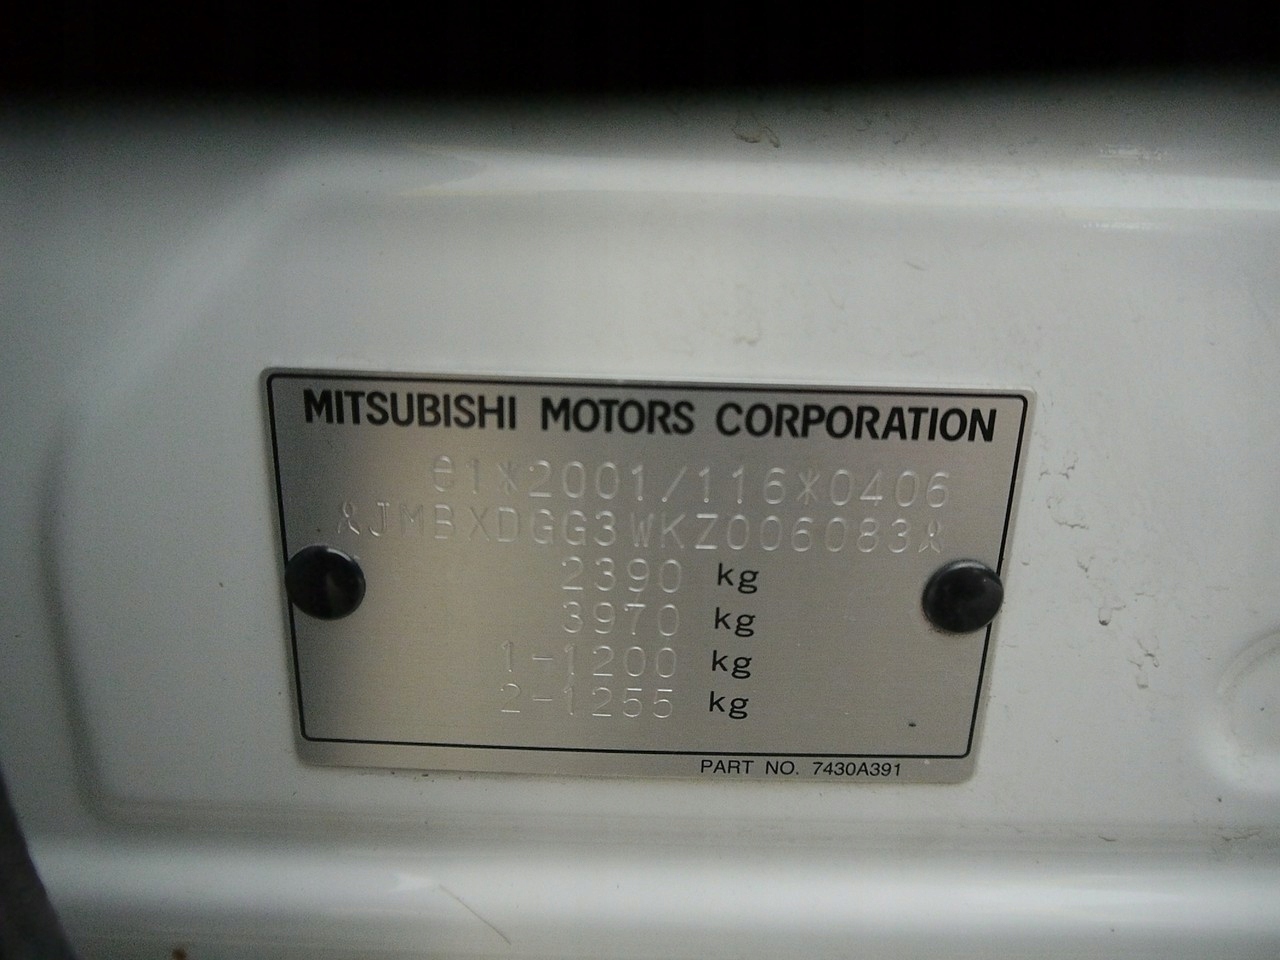 MITSUBISHI MOTORS CORPORATION
e1*2001/116*0406
JMBXDGG3WKZ006083
2390 kg
3970 kg
1-1200 kg
2-1255 kg
PART NO. 7430A391